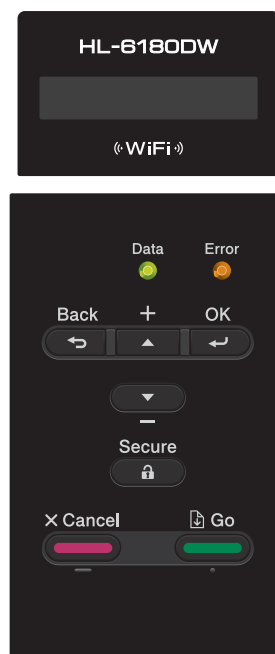 HL-6180DW
WiFi
Data Error
Back + OK
−
Secure
× Cancel Go